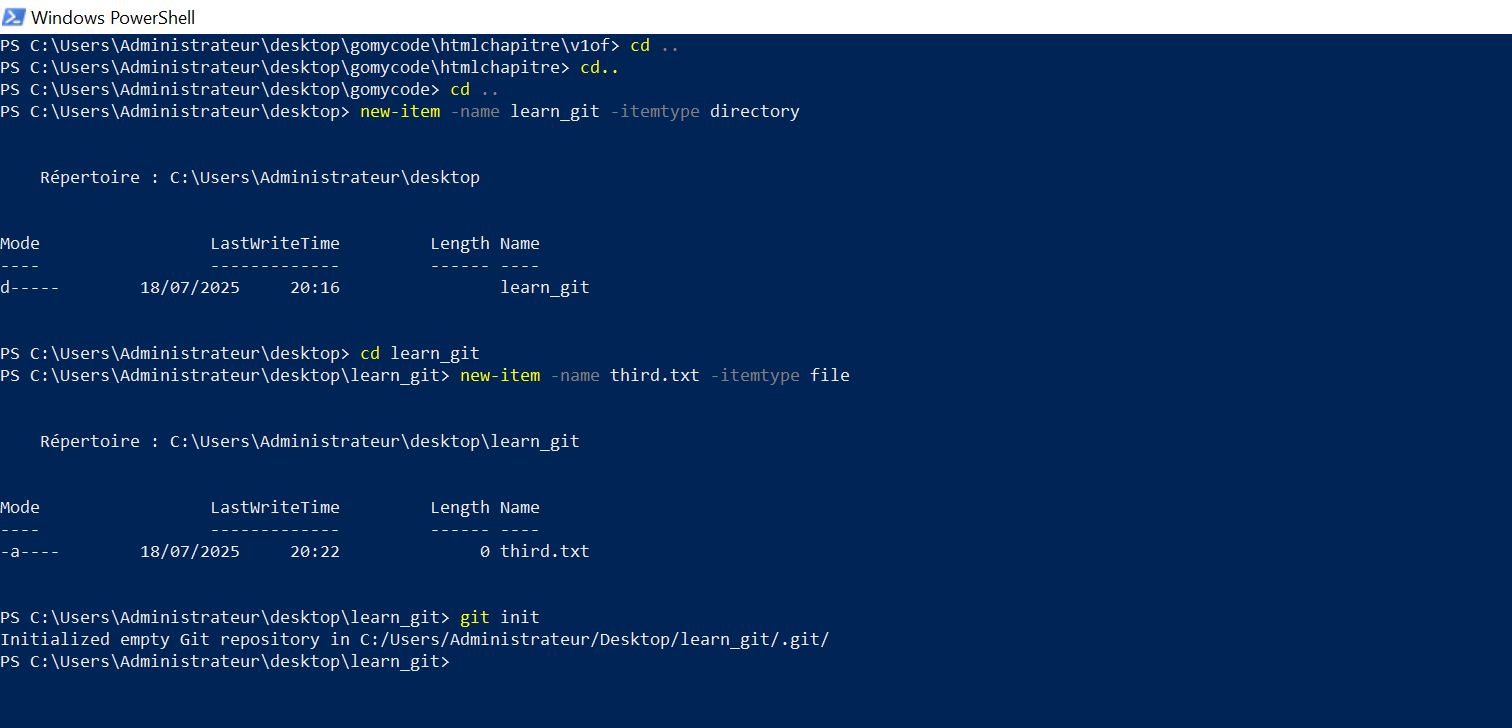 Windows PowerShell
PS C:\Users\Administrateur\desktop\gomycode\htmlchapitre\v1of> cd ..
PS C:\Users\Administrateur\desktop\gomycode\htmlchapitre> cd..
PS C:\Users\Administrateur\desktop\gomycode> cd ..
PS C:\Users\Administrateur\desktop> new-item -name learn_git -itemtype directory
Répertoire : C:\Users\Administrateur\desktop
Mode                 LastWriteTime         Length Name
----                 -------------         ------ ----
d-----        18/07/2025     20:16                learn_git
PS C:\Users\Administrateur\desktop> cd learn_git
PS C:\Users\Administrateur\desktop\learn_git> new-item -name third.txt -itemtype file
Répertoire : C:\Users\Administrateur\desktop\learn_git
Mode                 LastWriteTime         Length Name
----                 -------------         ------ ----
-a----        18/07/2025     20:22              0 third.txt
PS C:\Users\Administrateur\desktop\learn_git> git init
Initialized empty Git repository in C:/Users/Administrateur/Desktop/learn_git/.git/
PS C:\Users\Administrateur\desktop\learn_git>